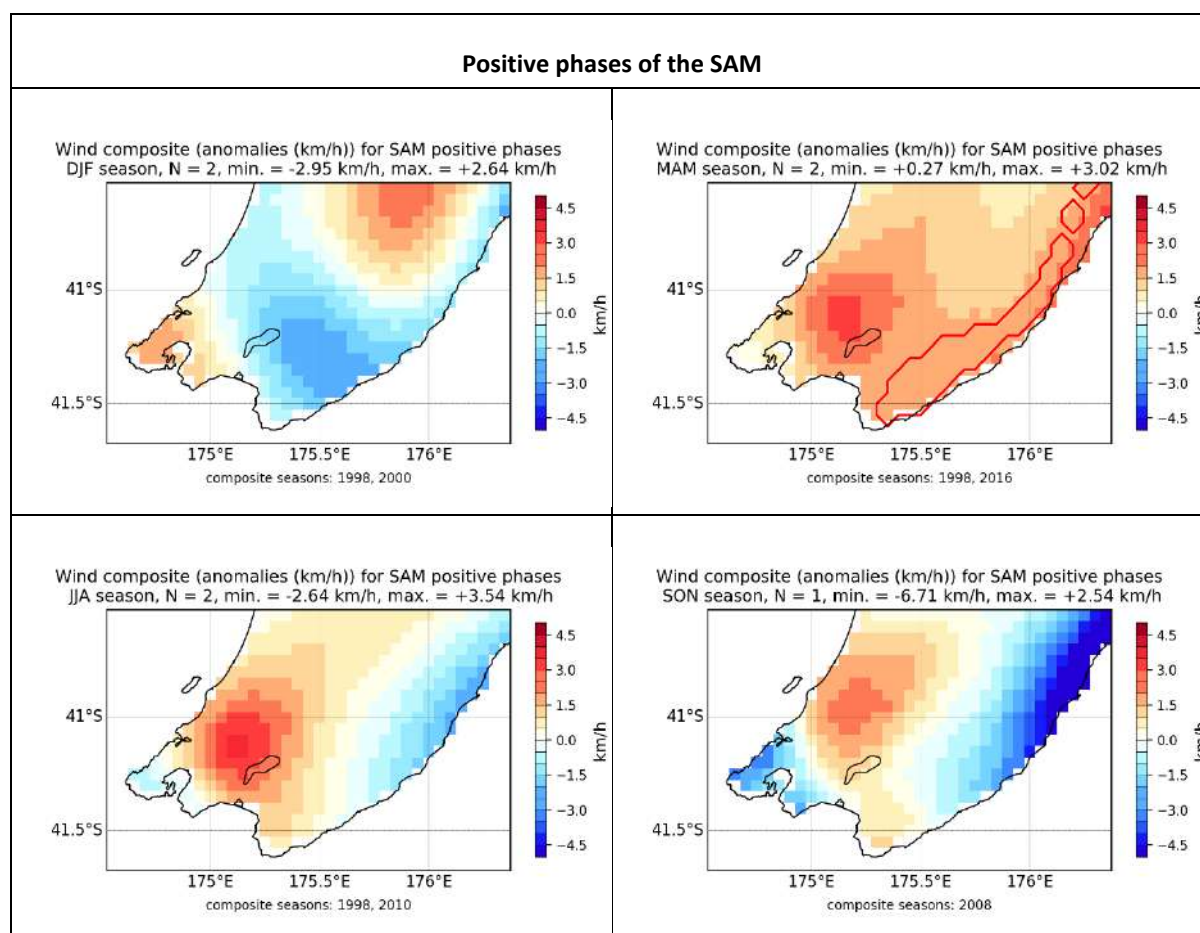 Positive phases of the SAM
Wind composite (anomalies (km/h)) for SAM positive phases
DJF season, N = 2, min. = -2.95 km/h, max. = +2.64 km/h
4.5
3.0
1.5
0.0
−1.5
−3.0
−4.5
km/h
41°S
41.5°S
175°E
175.5°E
176°E
composite seasons: 1998, 2000
Wind composite (anomalies (km/h)) for SAM positive phases
MAM season, N = 2, min. = +0.27 km/h, max. = +3.02 km/h
4.5
3.0
1.5
0.0
−1.5
−3.0
−4.5
km/h
41°S
41.5°S
175°E
175.5°E
176°E
composite seasons: 1998, 2016
Wind composite (anomalies (km/h)) for SAM positive phases
JJA season, N = 2, min. = -2.64 km/h, max. = +3.54 km/h
4.5
3.0
1.5
0.0
−1.5
−3.0
−4.5
km/h
41°S
41.5°S
175°E
175.5°E
176°E
composite seasons: 1998, 2010
Wind composite (anomalies (km/h)) for SAM positive phases
SON season, N = 1, min. = -6.71 km/h, max. = +2.54 km/h
4.5
3.0
1.5
0.0
−1.5
−3.0
−4.5
km/h
41°S
41.5°S
175°E
175.5°E
176°E
composite seasons: 2008